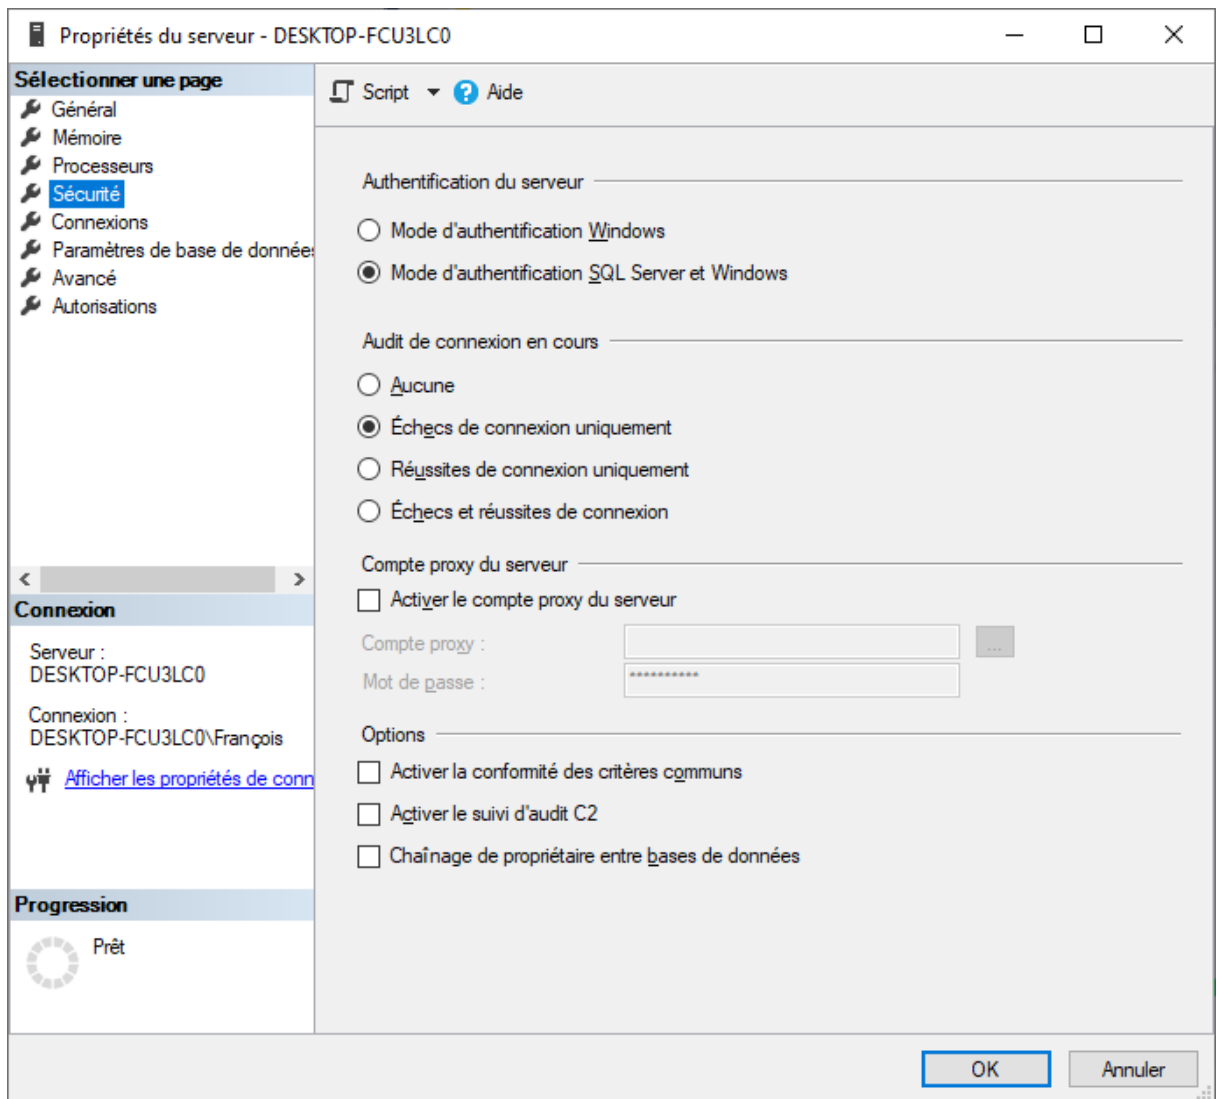 Propriétés du serveur - DESKTOP-FCU3LC0
Sélectionner une page
Général
Mémoire
Processeurs
Sécurité
Connexions
Paramètres de base de données
Avancé
Autorisations
Connexion
Serveur :
DESKTOP-FCU3LC0
Connexion :
DESKTOP-FCU3LC0\François
Afficher les propriétés de conn
Progression
Prêt
Script
Aide
Authentification du serveur
Mode d'authentification Windows
Mode d'authentification SQL Server et Windows
Audit de connexion en cours
Aucune
Échecs de connexion uniquement
Réussites de connexion uniquement
Échecs et réussites de connexion
Compte proxy du serveur
Activer le compte proxy du serveur
Compte proxy :
...
Mot de passe : **********
Options
Activer la conformité des critères communs
Activer le suivi d'audit C2
Chaînage de propriétaire entre bases de données
OK
Annuler